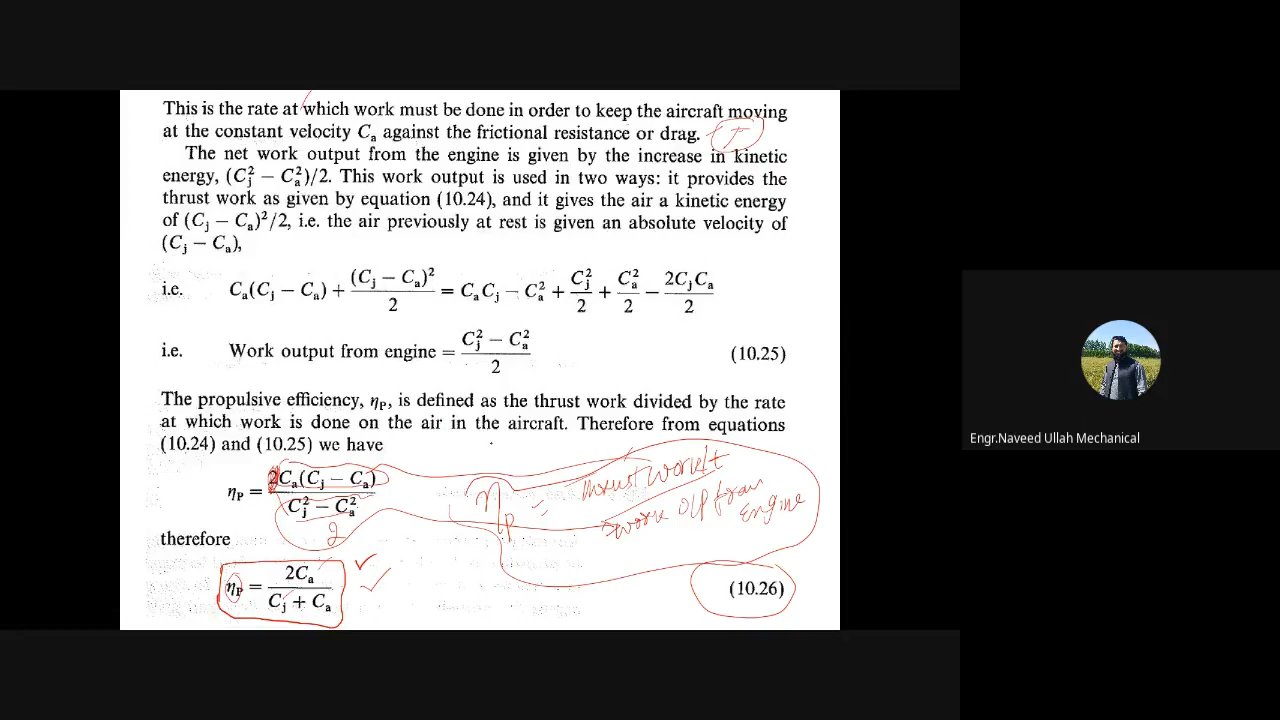 This is the rate at which work must be done in order to keep the aircraft moving
at the constant velocity Cₐ against the frictional resistance or drag.
The net work output from the engine is given by the increase in kinetic
energy, (Cⱼ² − Cₐ²)/2. This work output is used in two ways: it provides the
thrust work as given by equation (10.24), and it gives the air a kinetic energy
of (Cⱼ − Cₐ)²/2, i.e. the air previously at rest is given an absolute velocity of
(Cⱼ − Cₐ),
i.e. Cₐ(Cⱼ − Cₐ) + (Cⱼ − Cₐ)²/2 = CₐCⱼ − Cₐ² + Cⱼ²/2 + Cₐ²/2 − 2CⱼCₐ/2
i.e. Work output from engine = (Cⱼ² − Cₐ²)/2 (10.25)
The propulsive efficiency, ηP, is defined as the thrust work divided by the rate
at which work is done on the air in the aircraft. Therefore from equations
(10.24) and (10.25) we have
ηP = 2Cₐ(Cⱼ − Cₐ)/(Cⱼ² − Cₐ²)
2
ηp = thrust work/t
work o/p from
Engine
therefore
ηP = 2Cₐ/(Cⱼ + Cₐ) (10.26)
Engr.Naveed Ullah Mechanical